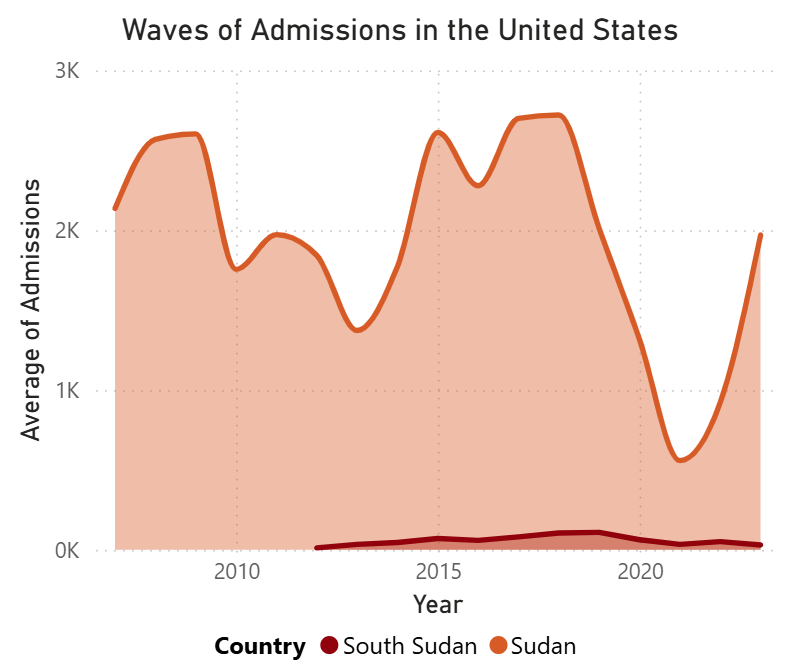 Waves of Admissions in the United States
3K
2K
1K
0K
Average of Admissions
2010 2015 2020
Year
Country South Sudan Sudan